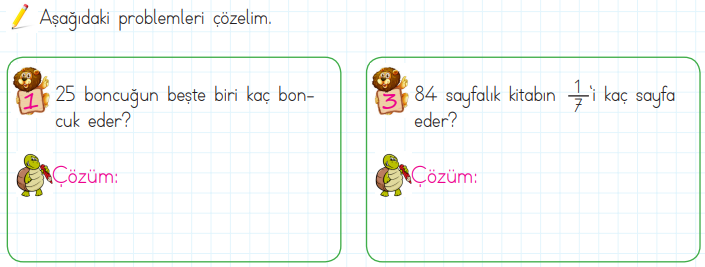 Aşağıdaki problemleri çözelim.
1 25 boncuğun beşte biri kaç bon-
cuk eder?
Çözüm:
3 84 sayfalık kitabın 1/7'i kaç sayfa
eder?
Çözüm: